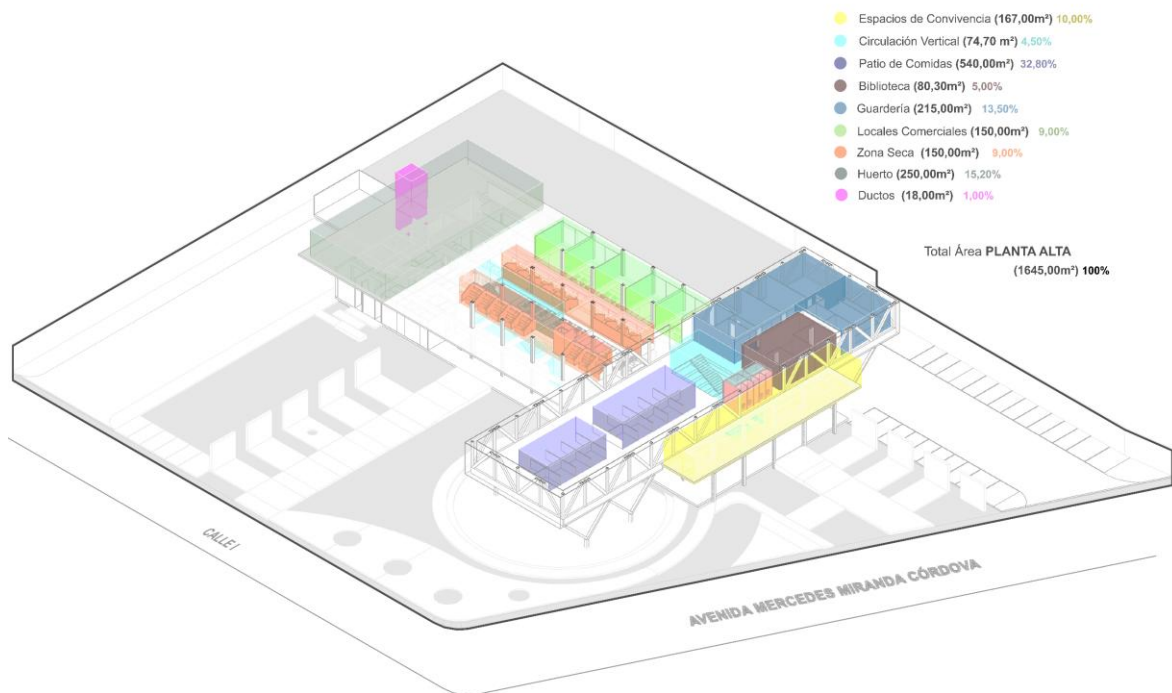 Espacios de Convivencia (167,00m²) 10,00%
Circulación Vertical (74,70 m²) 4,50%
Patio de Comidas (540,00m²) 32,80%
Biblioteca (80,30m²) 5,00%
Guardería (215,00m²) 13,50%
Locales Comerciales (150,00m²) 9,00%
Zona Seca (150,00m²) 9,00%
Huerto (250,00m²) 15,20%
Ductos (18,00m²) 1,00%
Total Área PLANTA ALTA
(1645,00m²) 100%
CALLE I
AVENIDA MERCEDES MIRANDA CÓRDOVA